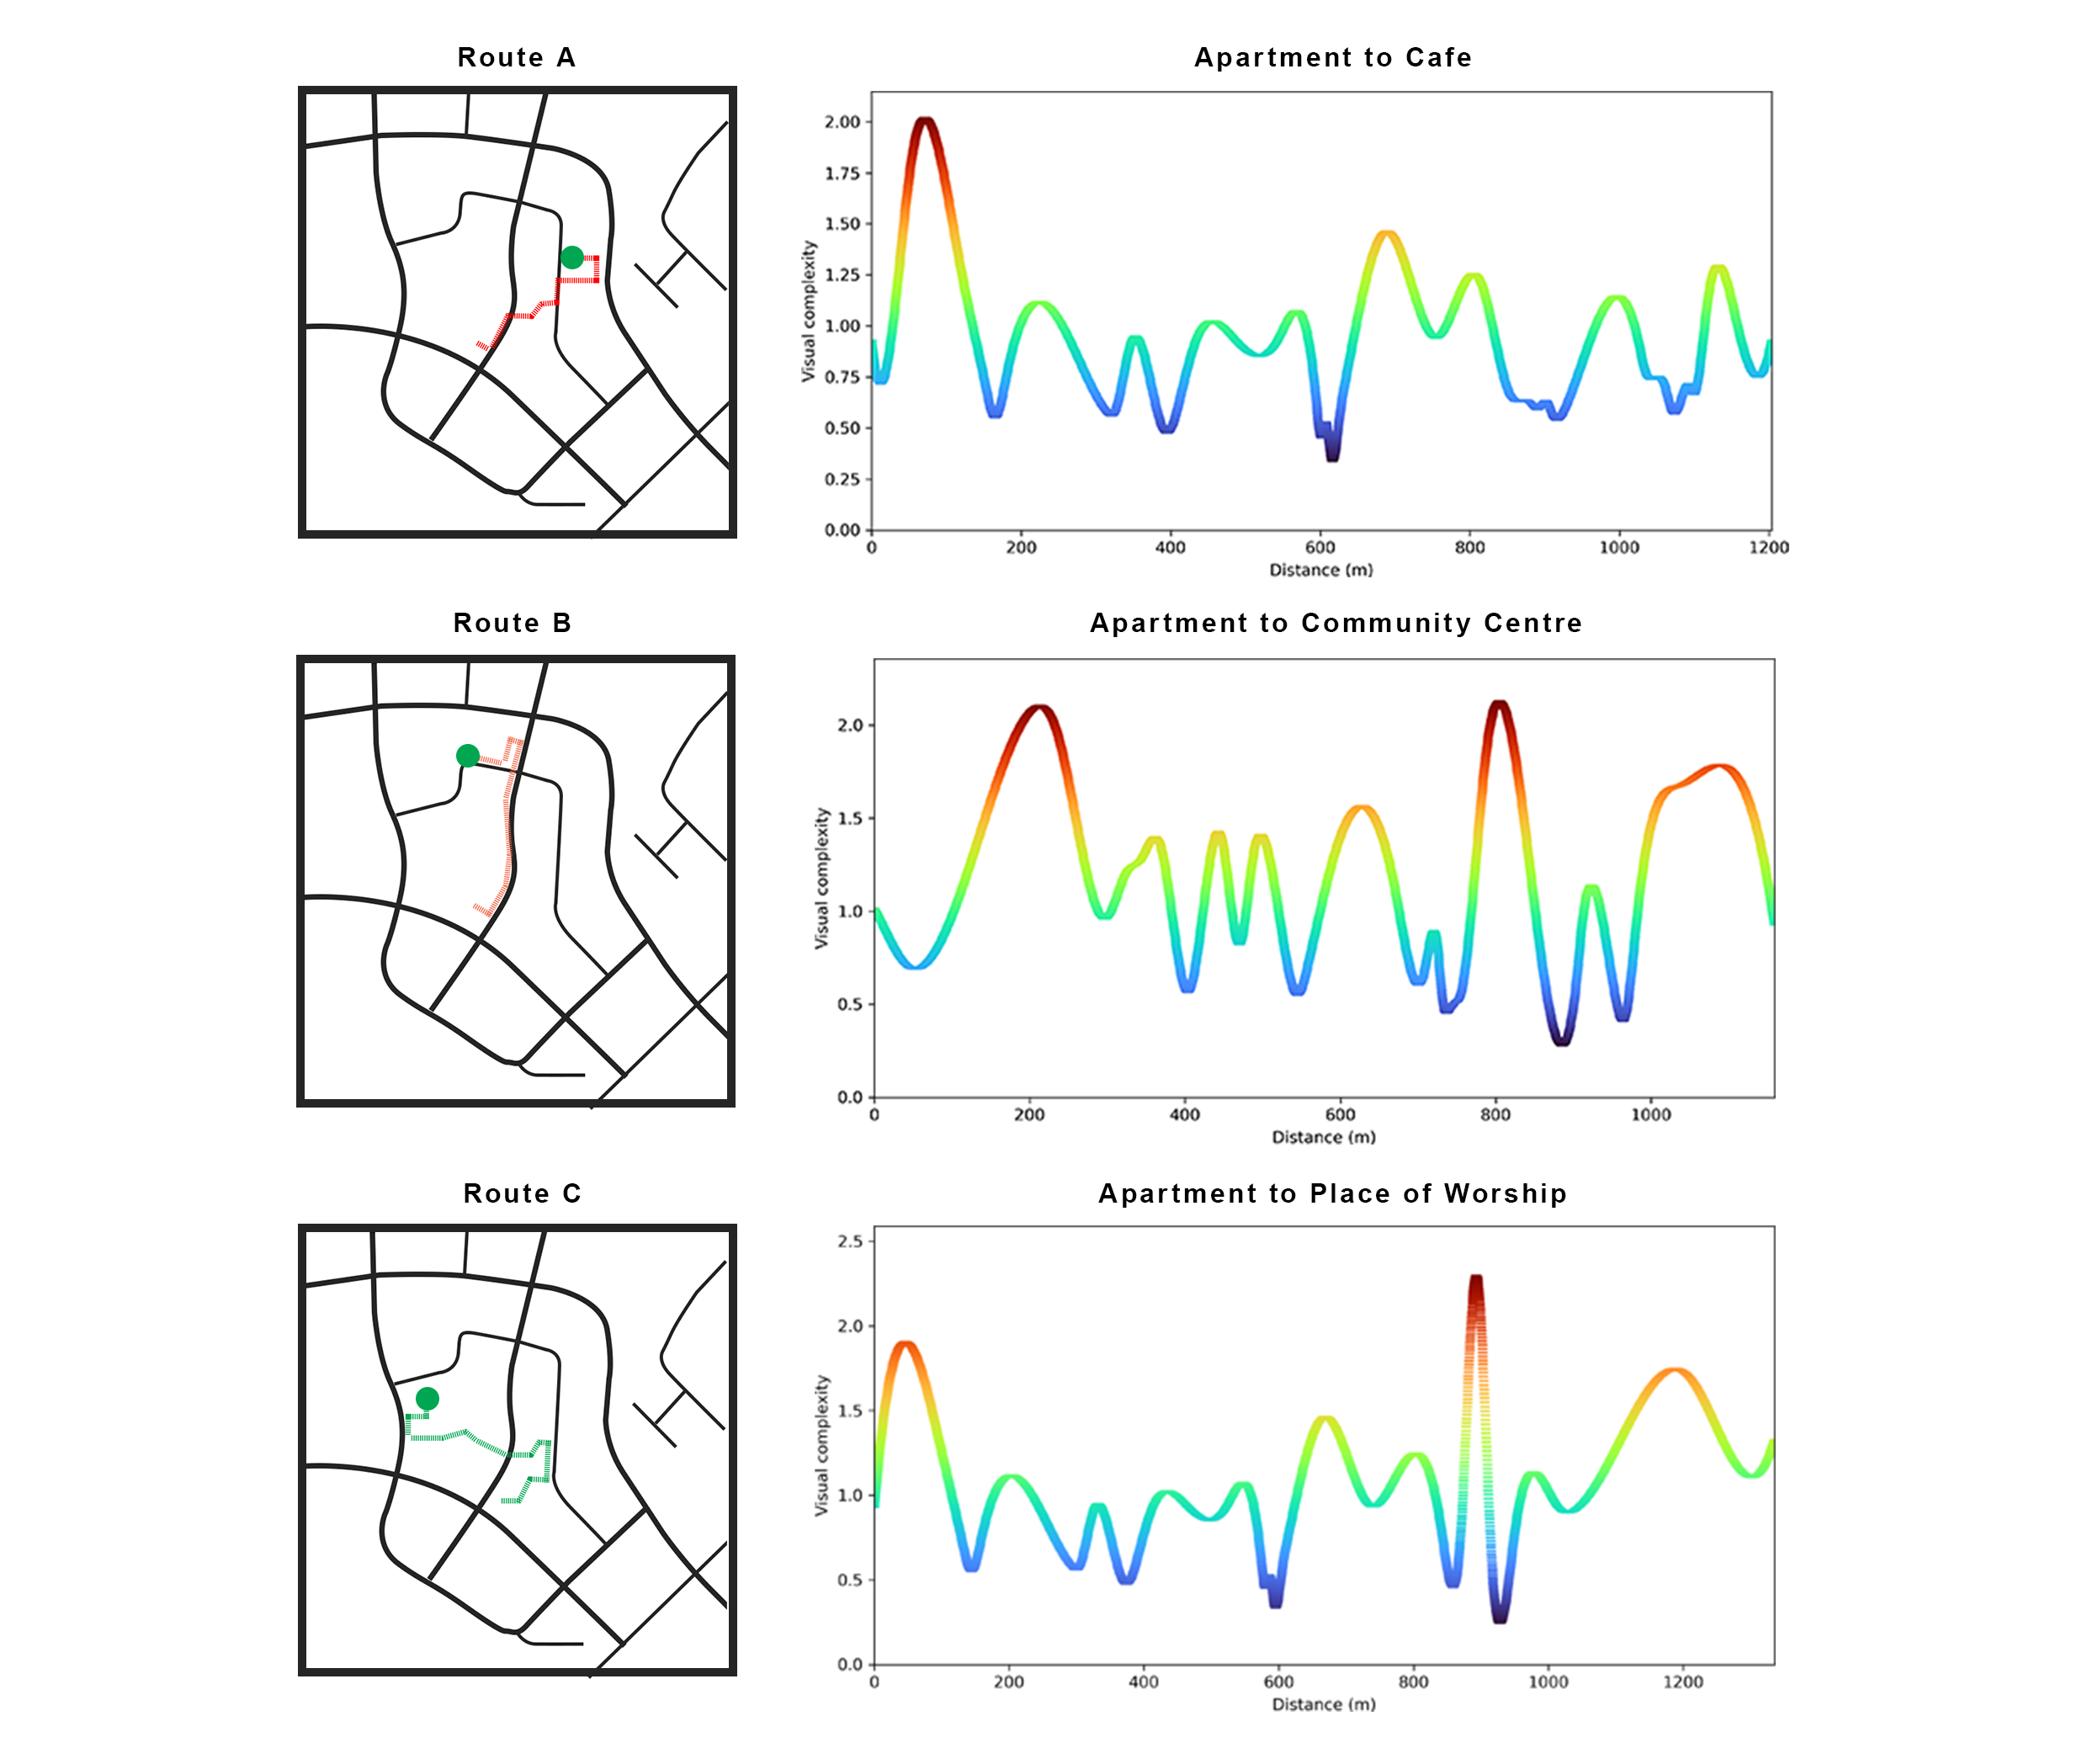 Route A
Apartment to Cafe
2.00
1.75
1.50
1.25
1.00
0.75
0.50
0.25
0.00
Visual complexity
0 200 400 600 800 1000 1200
Distance (m)
Route B
Apartment to Community Centre
2.0
1.5
1.0
0.5
0.0
Visual complexity
0 200 400 600 800 1000
Distance (m)
Route C
Apartment to Place of Worship
2.5
2.0
1.5
1.0
0.5
0.0
Visual complexity
0 200 400 600 800 1000 1200
Distance (m)